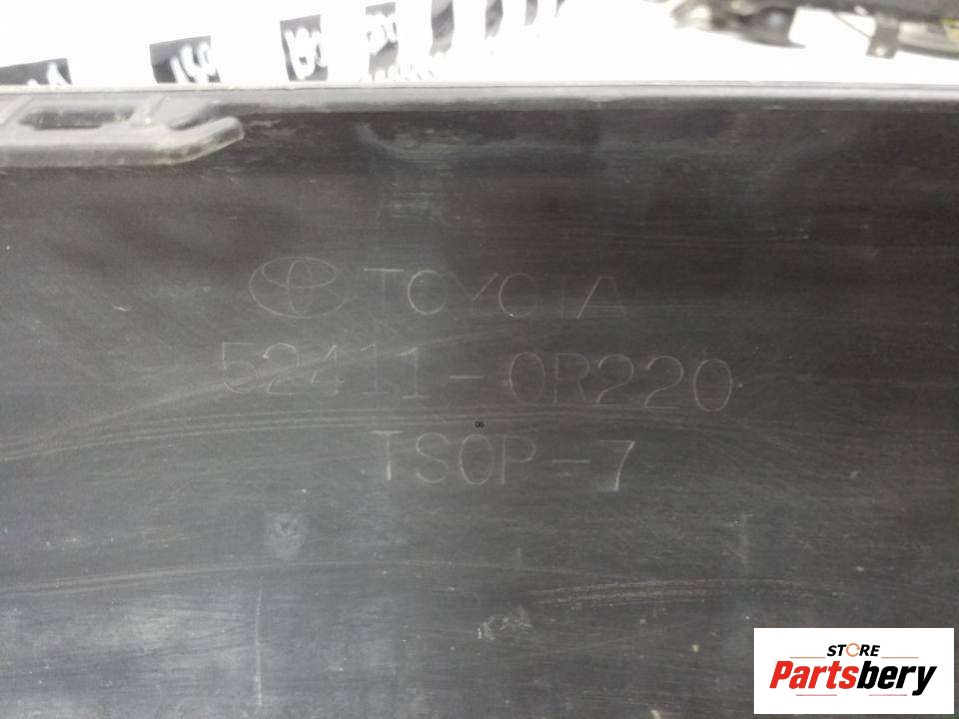 TOYOTA
52411-0R220
TSOP-7
STORE
Partsbery